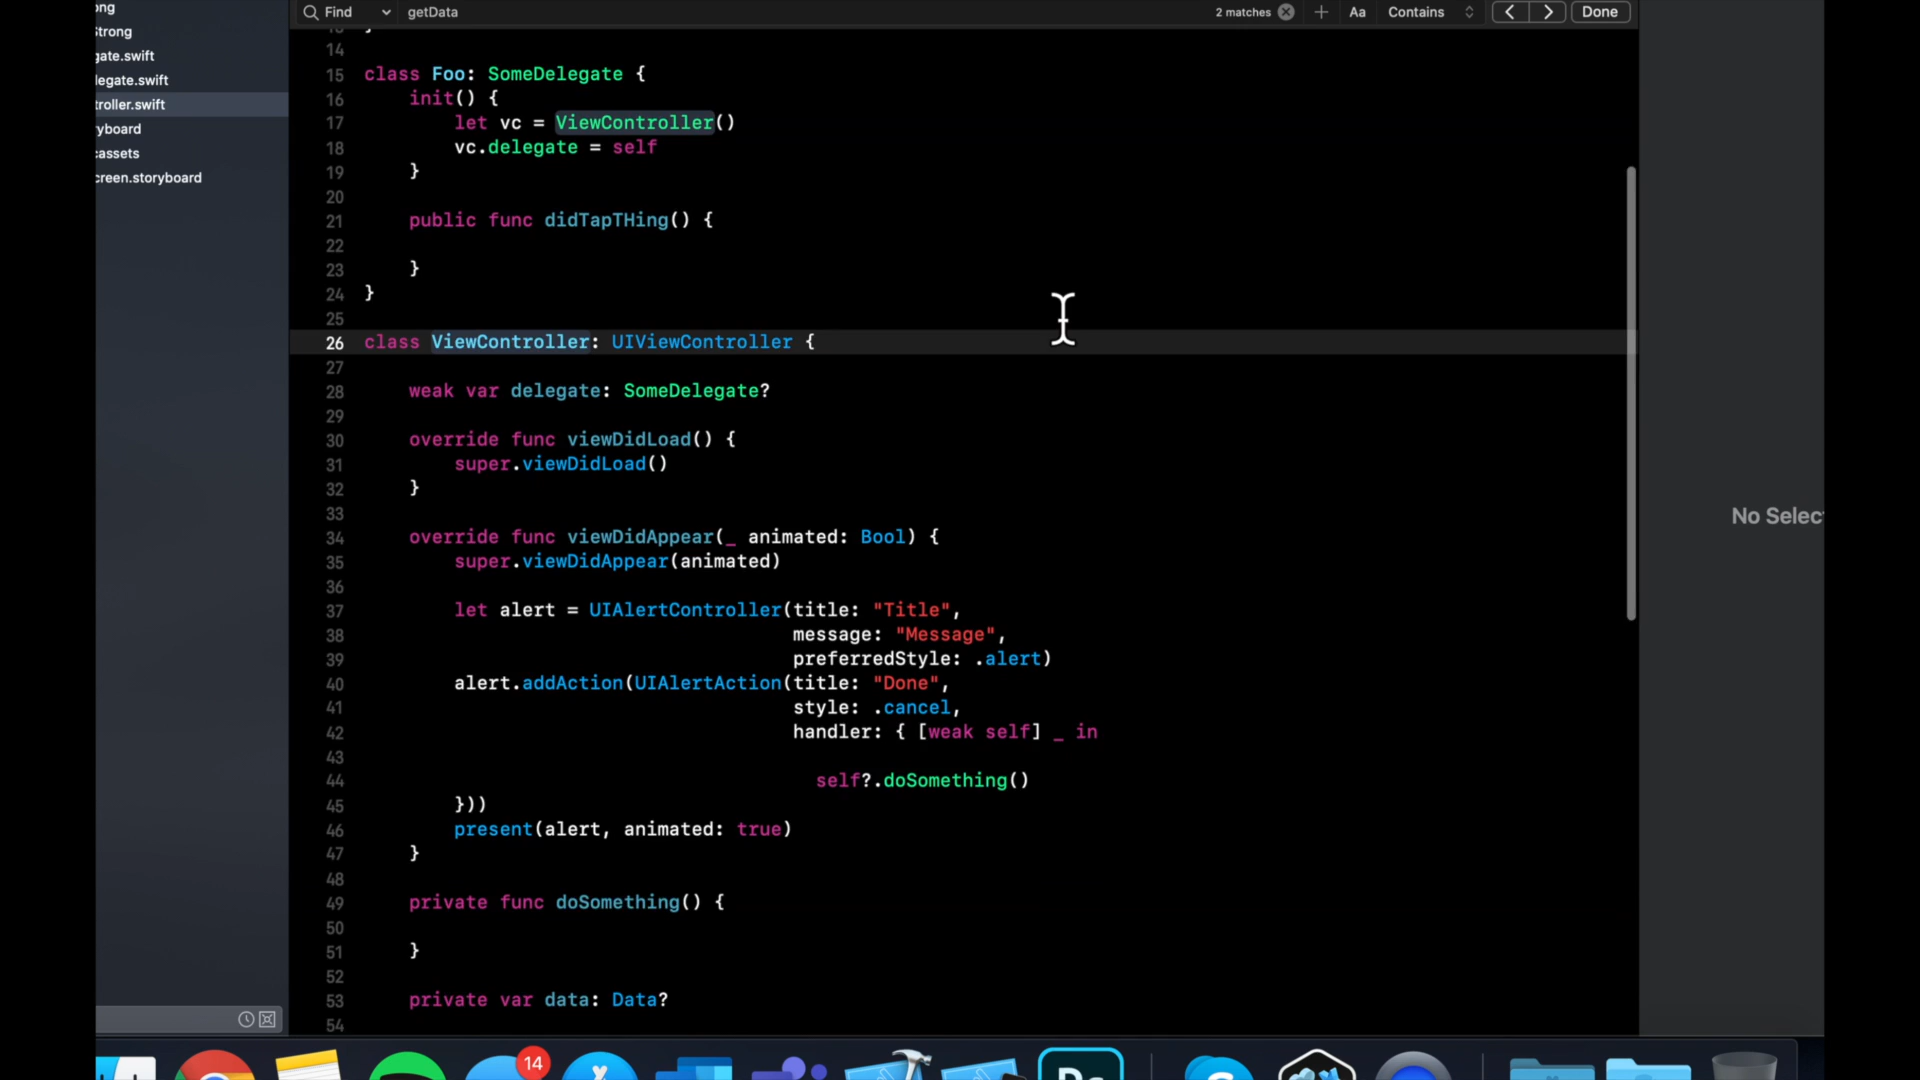 Find getData 2 matches Aa Contains Done
ong
Strong
gate.swift
legate.swift
troller.swift
yboard
cassets
creen.storyboard
14
15 class Foo: SomeDelegate {
16 init() {
17 let vc = ViewController()
18 vc.delegate = self
19 }
20
21 public func didTapTHing() {
22
23 }
24 }
25
26 class ViewController: UIViewController {
27
28 weak var delegate: SomeDelegate?
29
30 override func viewDidLoad() {
31 super.viewDidLoad()
32 }
33
34 override func viewDidAppear(_ animated: Bool) {
35 super.viewDidAppear(animated)
36
37 let alert = UIAlertController(title: "Title",
38 message: "Message",
39 preferredStyle: .alert)
40 alert.addAction(UIAlertAction(title: "Done",
41 style: .cancel,
42 handler: { [weak self] _ in
43
44 self?.doSomething()
45 }))
46 present(alert, animated: true)
47 }
48
49 private func doSomething() {
50
51 }
52
53 private var data: Data?
54
No Selec
14